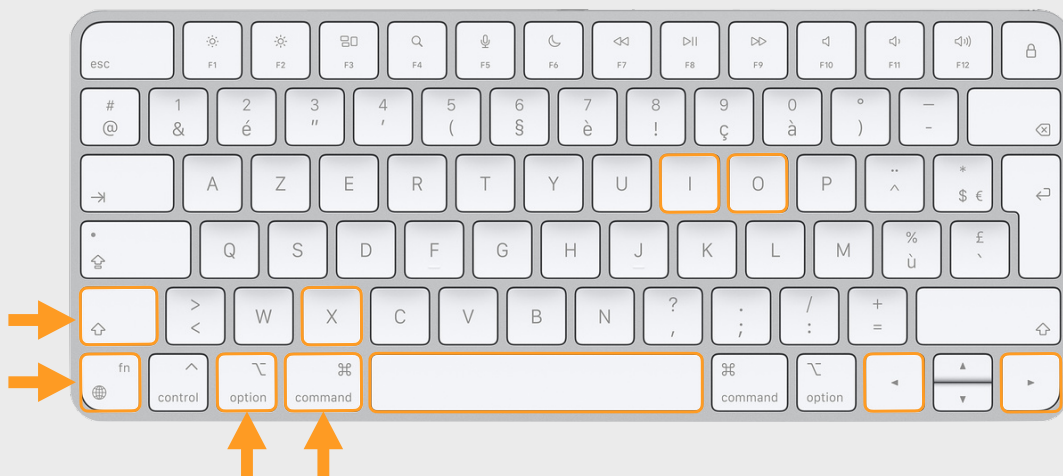 esc F1 F2 F3 F4 F5 F6 F7 F8 F9 F10 F11 F12
# 1 2 3 4 5 6 7 8 9 0 ° _
@ & é " ' ( § è ! ç à ) -
A Z E R T Y U I O P ¨ *
^ $ €
Q S D F G H J K L M % £
ù `
> W X C V B N ? . / +
< , ; : =
fn ^ ⌥ ⌘ ⌘ ⌥
control option command command option